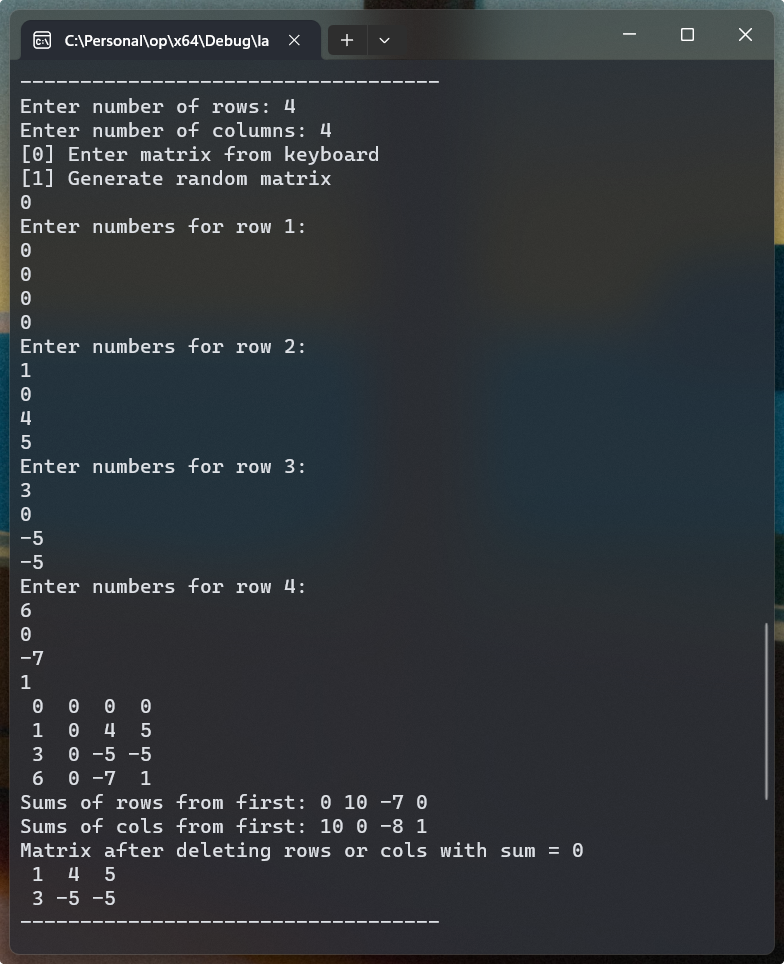 C:\Personal\op\x64\Debug\la
------------------------------------
Enter number of rows: 4
Enter number of columns: 4
[0] Enter matrix from keyboard
[1] Generate random matrix
0
Enter numbers for row 1:
0
0
0
0
Enter numbers for row 2:
1
0
4
5
Enter numbers for row 3:
3
0
-5
-5
Enter numbers for row 4:
6
0
-7
1
 0  0  0  0
 1  0  4  5
 3  0 -5 -5
 6  0 -7  1
Sums of rows from first: 0 10 -7 0
Sums of cols from first: 10 0 -8 1
Matrix after deleting rows or cols with sum = 0
 1  4  5
 3 -5 -5
------------------------------------